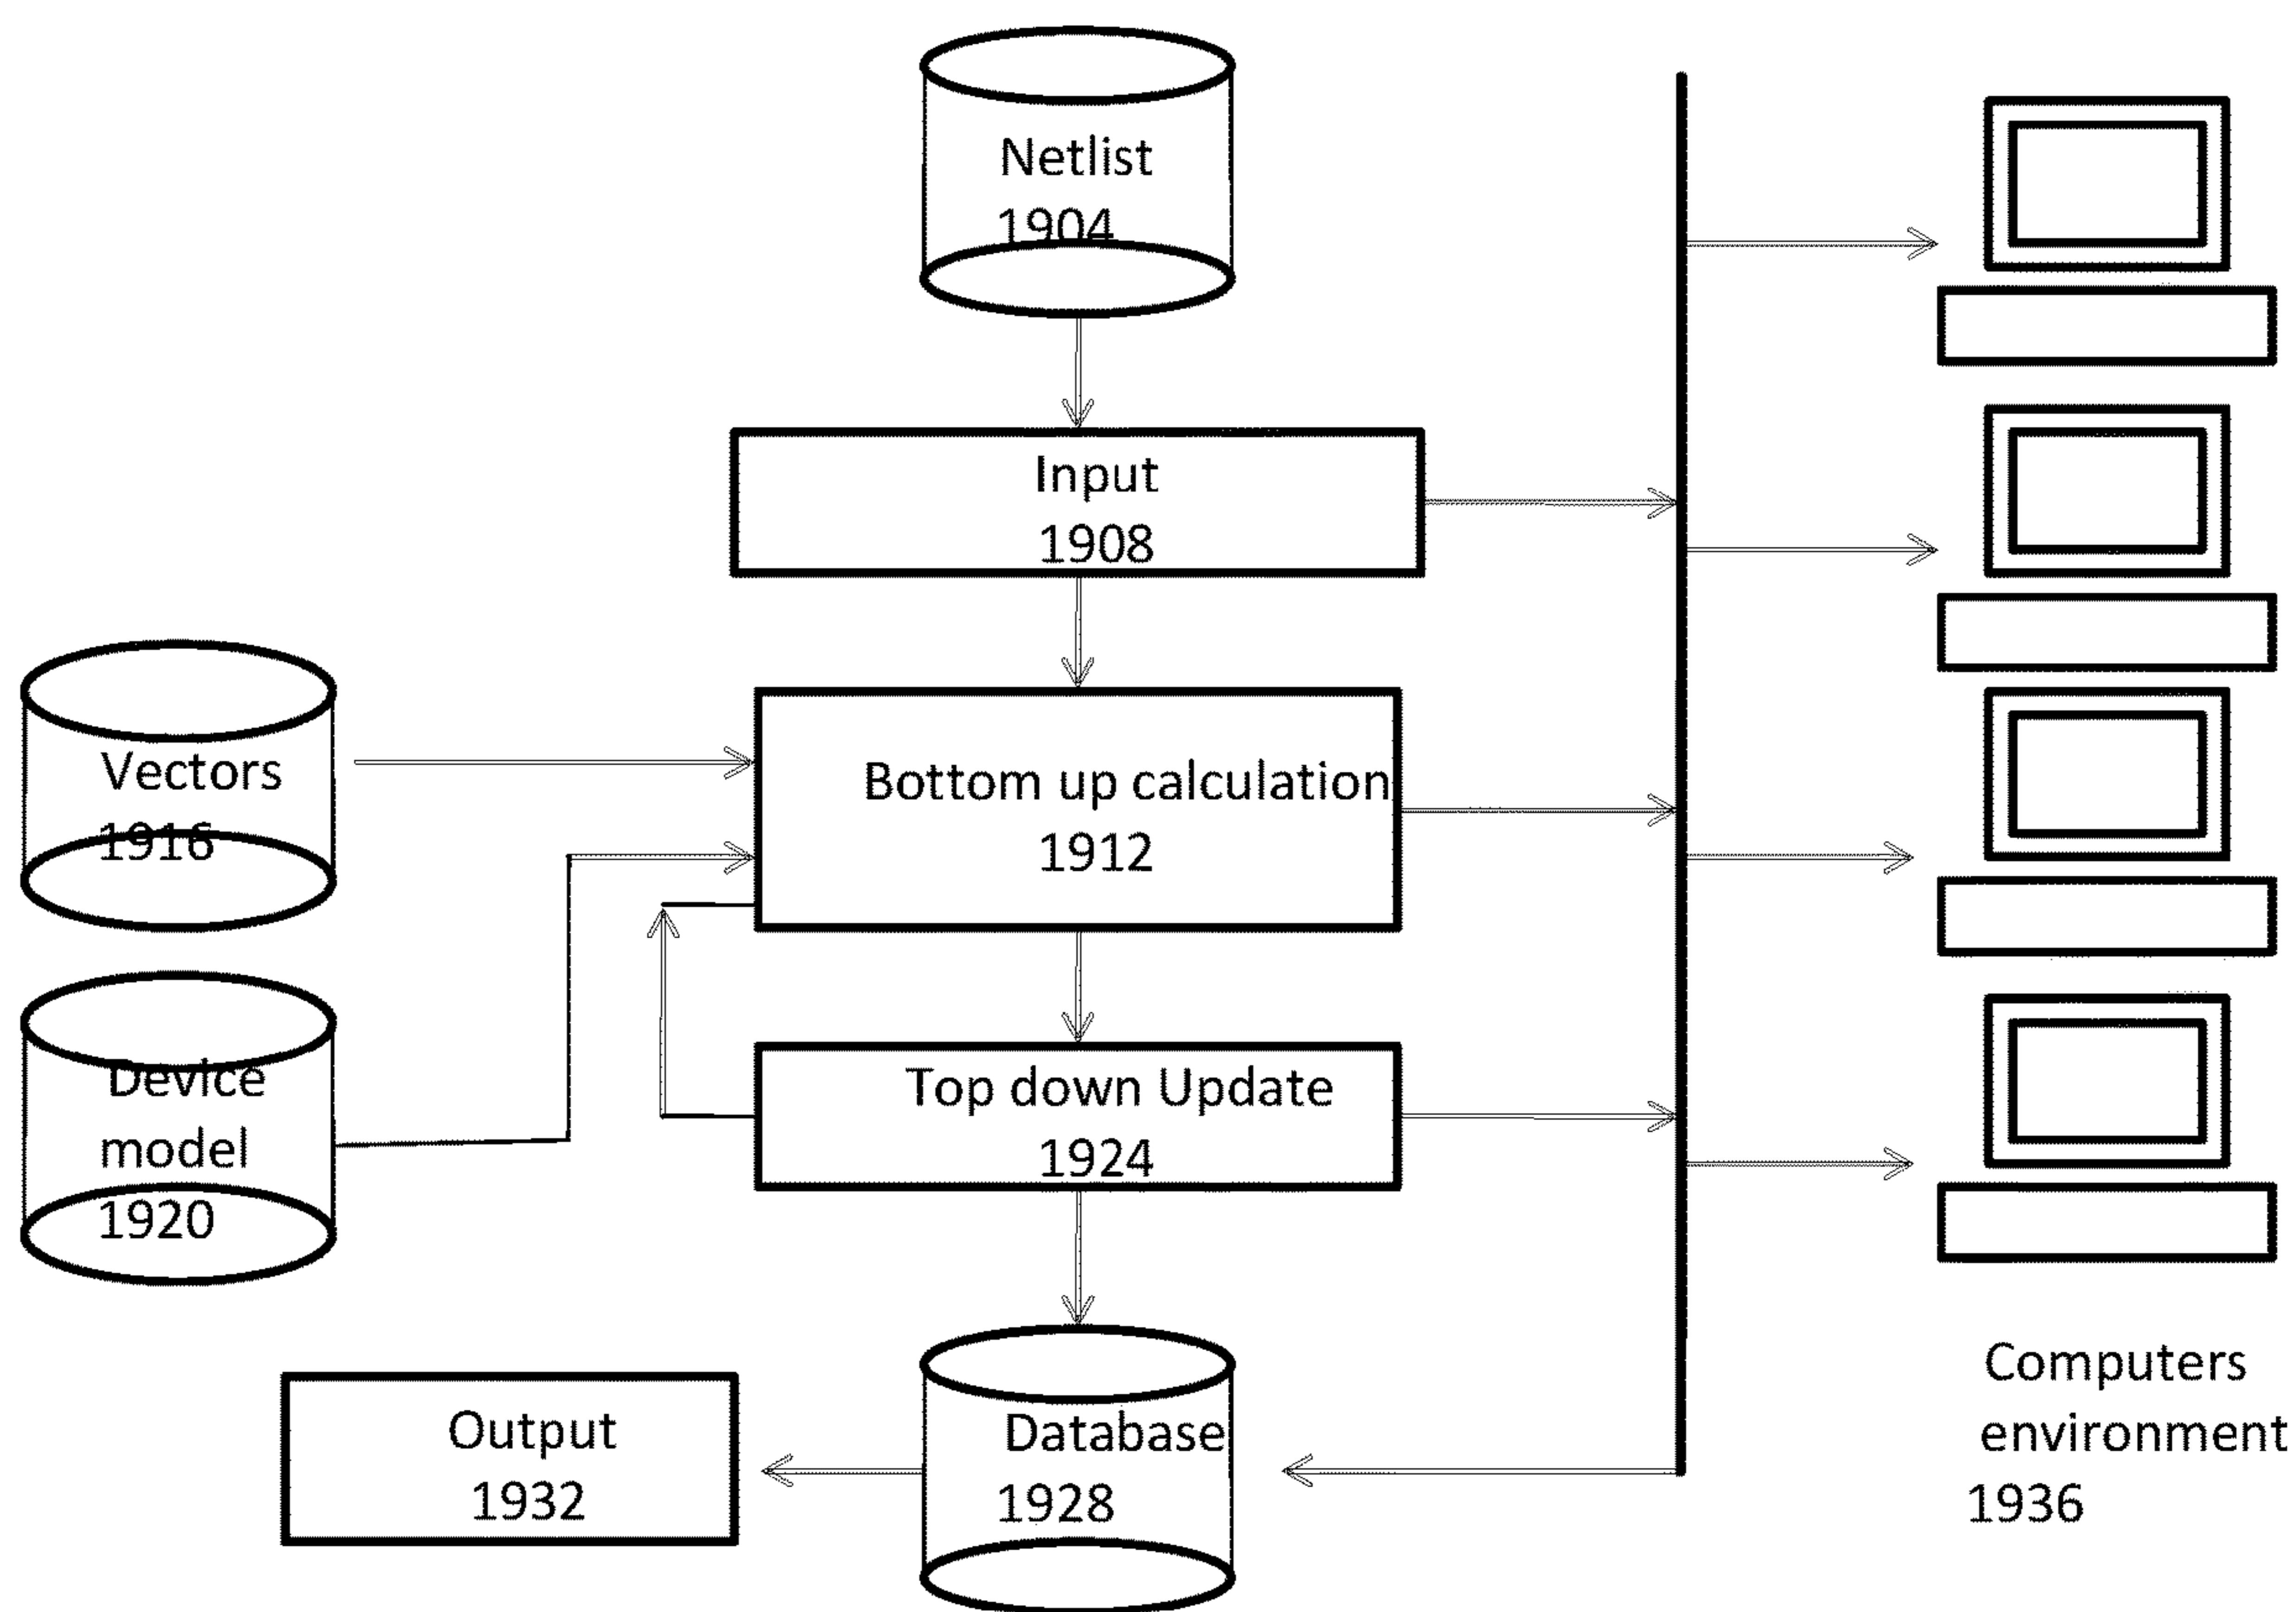 Netlist
1904
Input
1908
Vectors
1916
Bottom up calculation
1912
Device
model
1920
Top down Update
1924
Output
1932
Database
1928
Computers
environment
1936